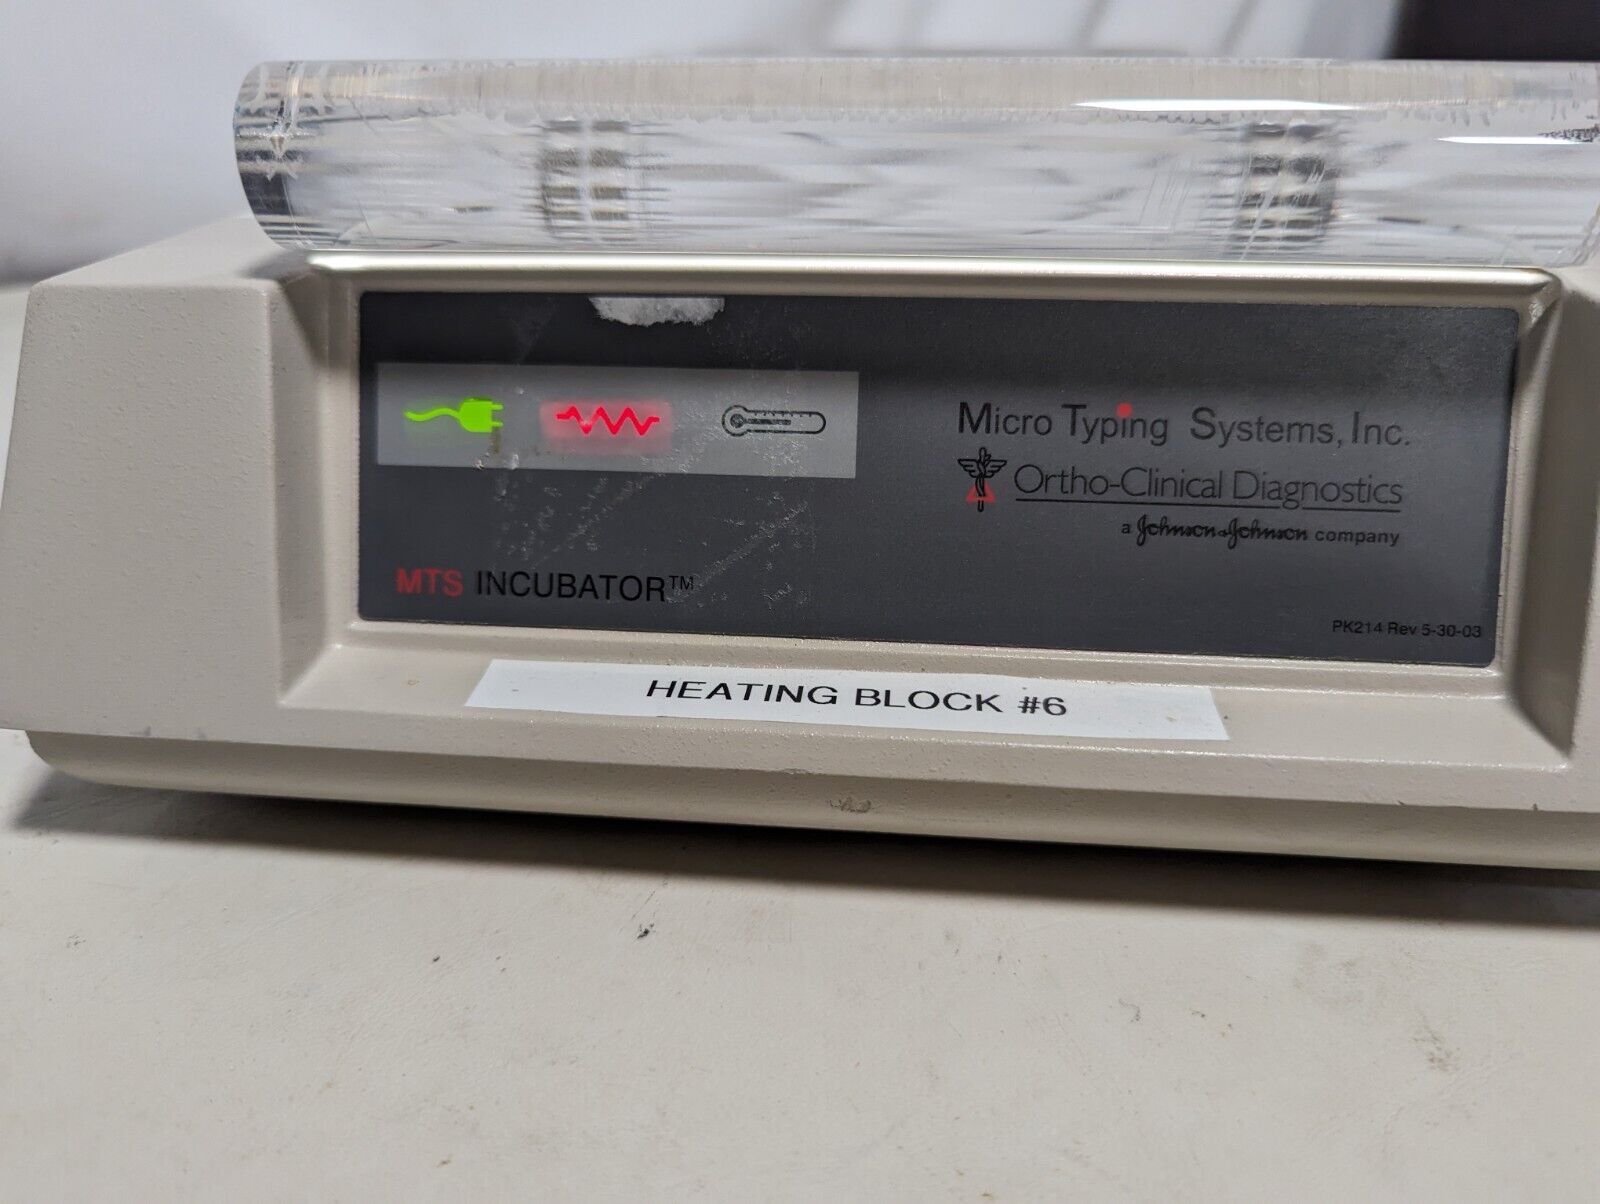 Micro Typing Systems, Inc.
Ortho-Clinical Diagnostics
a Johnson & Johnson company
MTS INCUBATOR™
PK214 Rev 5-30-03
HEATING BLOCK #6